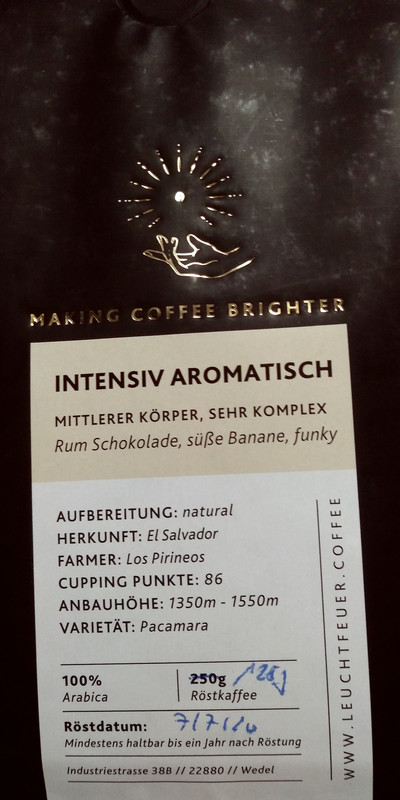 MAKING COFFEE BRIGHTER
INTENSIV AROMATISCH
MITTLERER KÖRPER, SEHR KOMPLEX
Rum Schokolade, süße Banane, funky
AUFBEREITUNG: natural
HERKUNFT: El Salvador
FARMER: Los Pirineos
CUPPING PUNKTE: 86
ANBAUHÖHE: 1350m - 1550m
VARIETÄT: Pacamara
100%
Arabica
250g 125g
Röstkaffee
Röstdatum:
Mindestens haltbar bis ein Jahr nach Röstung
Industriestrasse 38B // 22880 // Wedel
WWW.LEUCHTFEUER.COFFEE